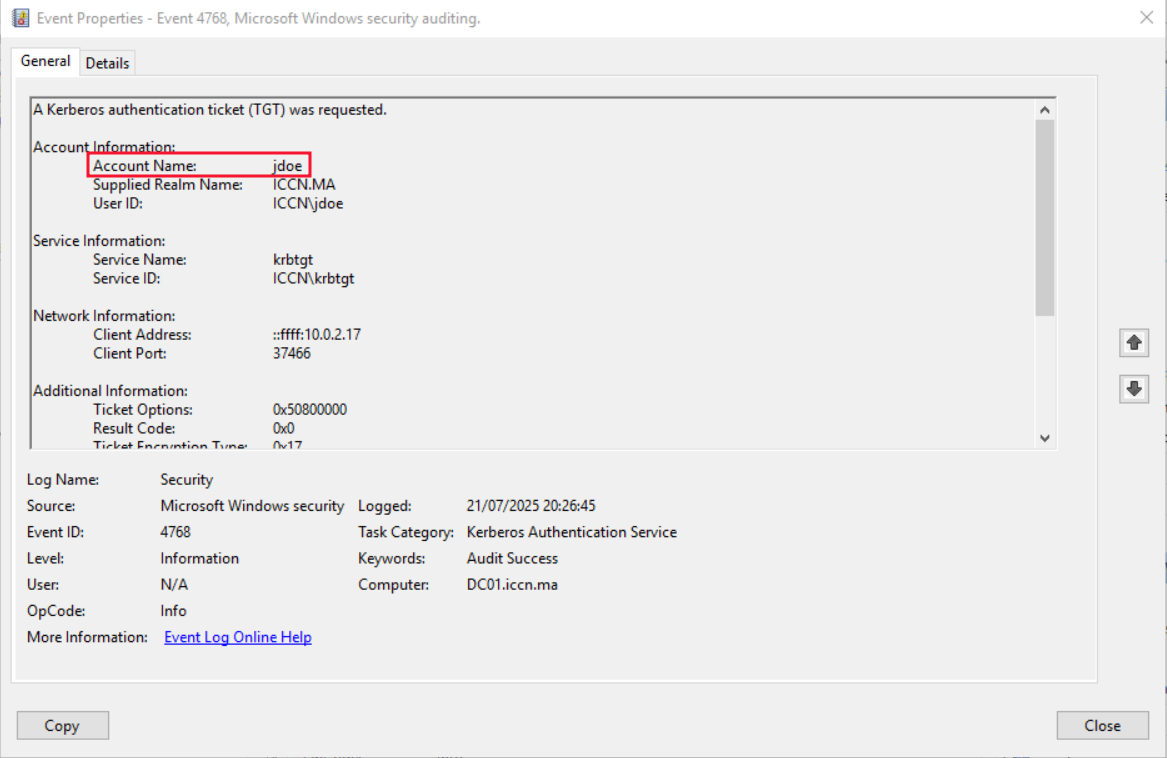 Event Properties - Event 4768, Microsoft Windows security auditing.
General Details
A Kerberos authentication ticket (TGT) was requested.
Account Information:
Account Name: jdoe
Supplied Realm Name: ICCN.MA
User ID: ICCN\jdoe
Service Information:
Service Name: krbtgt
Service ID: ICCN\krbtgt
Network Information:
Client Address: ::ffff:10.0.2.17
Client Port: 37466
Additional Information:
Ticket Options: 0x50800000
Result Code: 0x0
Ticket Encryption Type: 0x17
Log Name: Security
Source: Microsoft Windows security Logged: 21/07/2025 20:26:45
Event ID: 4768 Task Category: Kerberos Authentication Service
Level: Information Keywords: Audit Success
User: N/A Computer: DC01.iccn.ma
OpCode: Info
More Information: Event Log Online Help
Copy Close